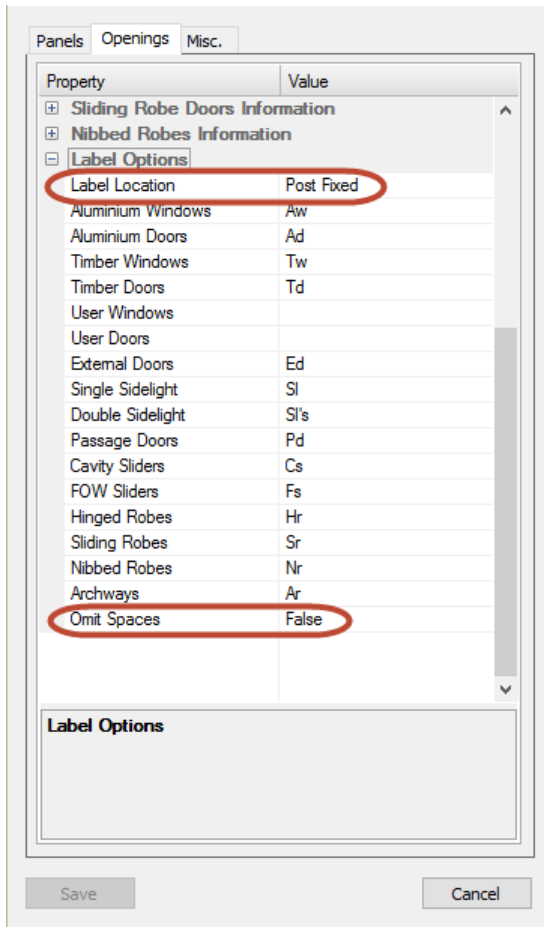 Panels Openings Misc.
Property Value
Sliding Robe Doors Information
Nibbed Robes Information
Label Options
Label Location Post Fixed
Aluminium Windows Aw
Aluminium Doors Ad
Timber Windows Tw
Timber Doors Td
User Windows
User Doors
External Doors Ed
Single Sidelight Sl
Double Sidelight Sl's
Passage Doors Pd
Cavity Sliders Cs
FOW Sliders Fs
Hinged Robes Hr
Sliding Robes Sr
Nibbed Robes Nr
Archways Ar
Omit Spaces False
Label Options
Save Cancel